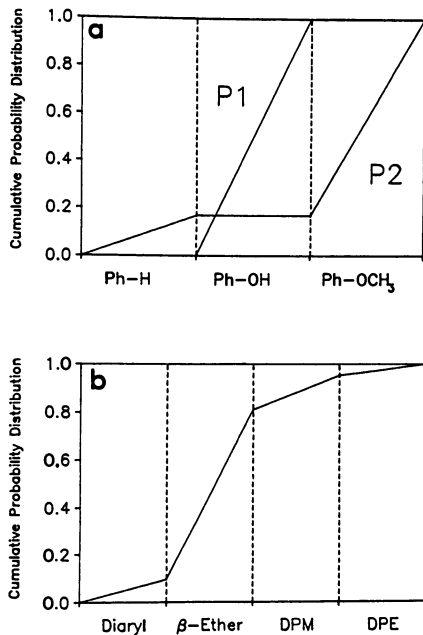 a
Cumulative Probability Distribution
1.0
0.8
0.6
0.4
0.2
0.0
P1
P2
Ph-H Ph-OH Ph-OCH3
b
Cumulative Probability Distribution
1.0
0.8
0.6
0.4
0.2
0.0
Diaryl β-Ether DPM DPE